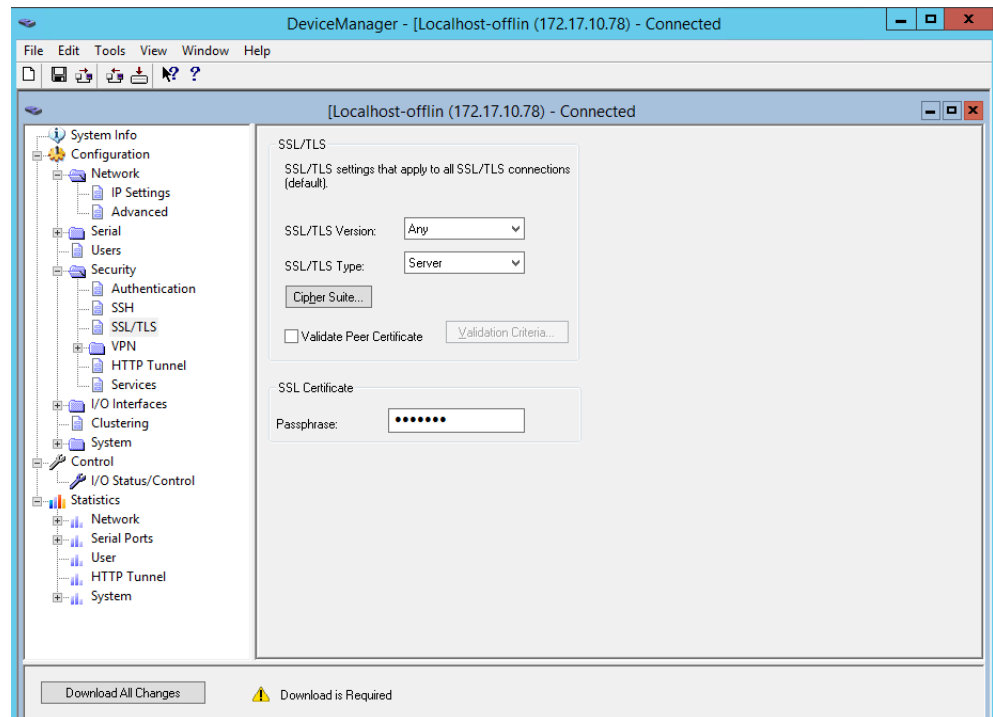 DeviceManager - [Localhost-offlin (172.17.10.78) - Connected
File Edit Tools View Window Help
[Localhost-offlin (172.17.10.78) - Connected
System Info
Configuration
Network
IP Settings
Advanced
Serial
Users
Security
Authentication
SSH
SSL/TLS
VPN
HTTP Tunnel
Services
I/O Interfaces
Clustering
System
Control
I/O Status/Control
Statistics
Network
Serial Ports
User
HTTP Tunnel
System
SSL/TLS
SSL/TLS settings that apply to all SSL/TLS connections
(default).
SSL/TLS Version: Any
SSL/TLS Type: Server
Cipher Suite...
Validate Peer Certificate Validation Criteria...
SSL Certificate
Passphrase: •••••••
Download All Changes Download is Required